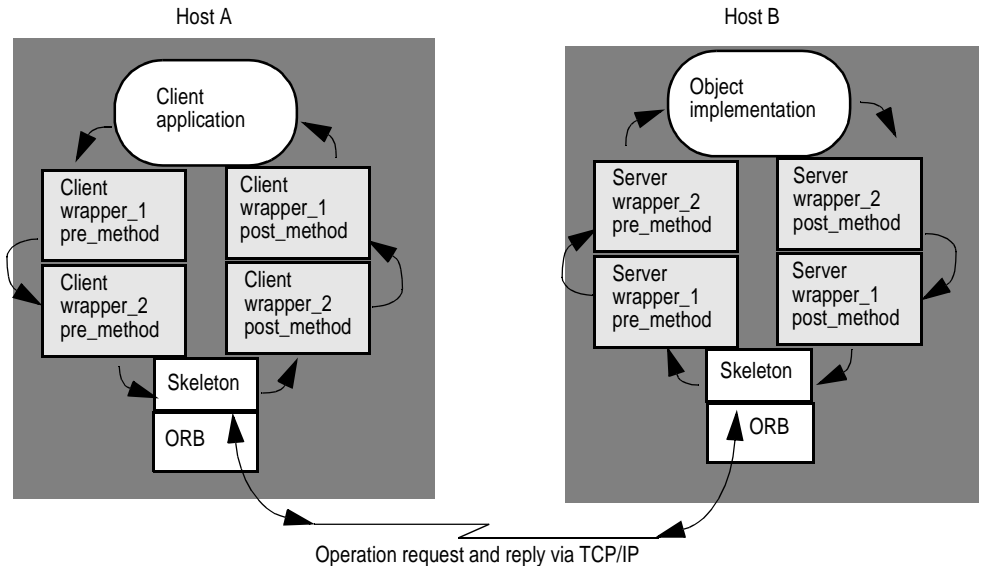 Host A
Client
application
Client
wrapper_1
pre_method
Client
wrapper_1
post_method
Client
wrapper_2
pre_method
Client
wrapper_2
post_method
Skeleton
ORB
Host B
Object
implementation
Server
wrapper_2
pre_method
Server
wrapper_2
post_method
Server
wrapper_1
pre_method
Server
wrapper_1
post_method
Skeleton
ORB
Operation request and reply via TCP/IP